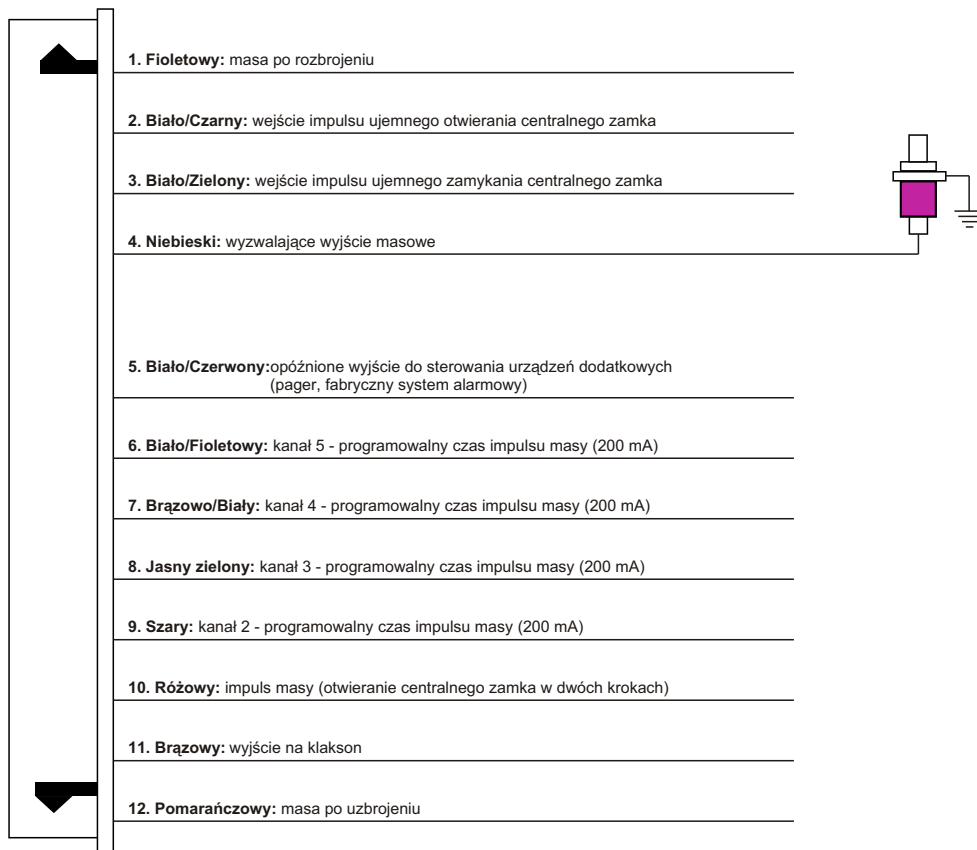 1. Fioletowy: masa po rozbrojeniu
2. Biało/Czarny: wejście impulsu ujemnego otwierania centralnego zamka
3. Biało/Zielony: wejście impulsu ujemnego zamykania centralnego zamka
4. Niebieski: wyzwalające wyjście masowe
5. Biało/Czerwony:opóźnione wyjście do sterowania urządzeń dodatkowych
(pager, fabryczny system alarmowy)
6. Biało/Fioletowy: kanał 5 - programowalny czas impulsu masy (200 mA)
7. Brązowo/Biały: kanał 4 - programowalny czas impulsu masy (200 mA)
8. Jasny zielony: kanał 3 - programowalny czas impulsu masy (200 mA)
9. Szary: kanał 2 - programowalny czas impulsu masy (200 mA)
10. Różowy: impuls masy (otwieranie centralnego zamka w dwóch krokach)
11. Brązowy: wyjście na klakson
12. Pomarańczowy: masa po uzbrojeniu